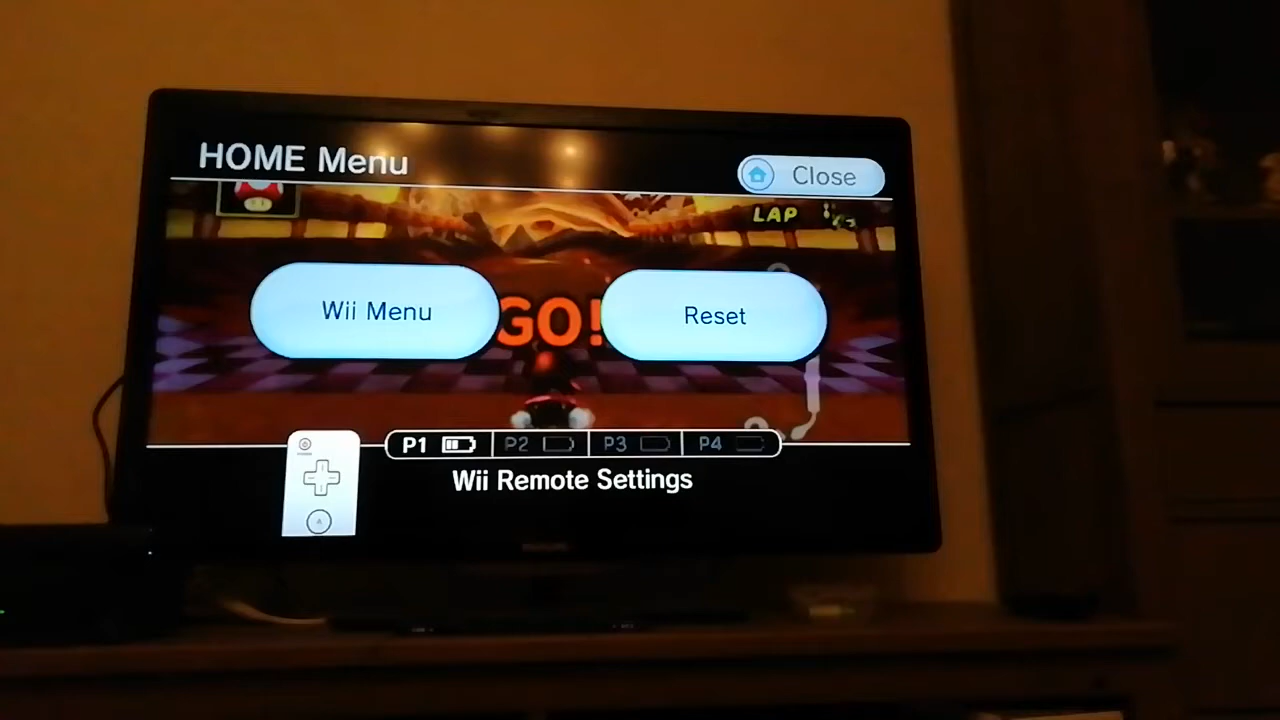 HOME Menu
Close
LAP
Wii Menu
GO!
Reset
P1 P2 P3 P4
Wii Remote Settings